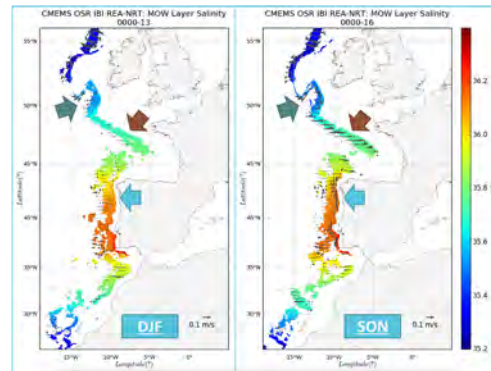 CMEMS OSR IBI REA-NRT: MOW Layer Salinity
0000-13
55°N
50°N
45°N
40°N
35°N
30°N
15°W
10°W
5°W
0°
Latitude(°)
Longitude(°)
DJF
0.1 m/s
CMEMS OSR IBI REA-NRT: MOW Layer Salinity
0000-16
55°N
50°N
45°N
40°N
35°N
30°N
15°W
10°W
5°W
0°
Latitude(°)
Longitude(°)
SON
0.1 m/s
36.2
36.0
35.8
35.6
35.4
35.2